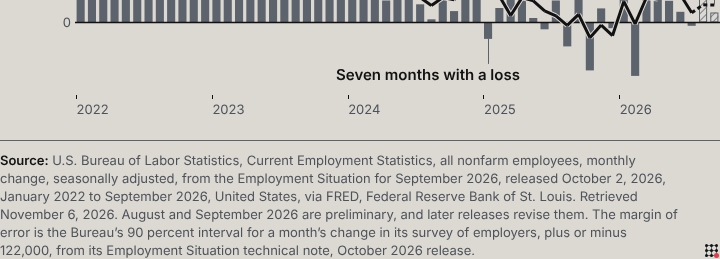 0
Seven months with a loss
2022 2023 2024 2025 2026
Source: U.S. Bureau of Labor Statistics, Current Employment Statistics, all nonfarm employees, monthly
change, seasonally adjusted, from the Employment Situation for September 2026, released October 2, 2026,
January 2022 to September 2026, United States, via FRED, Federal Reserve Bank of St. Louis. Retrieved
November 6, 2026. August and September 2026 are preliminary, and later releases revise them. The margin of
error is the Bureau’s 90 percent interval for a month’s change in its survey of employers, plus or minus
122,000, from its Employment Situation technical note, October 2026 release.